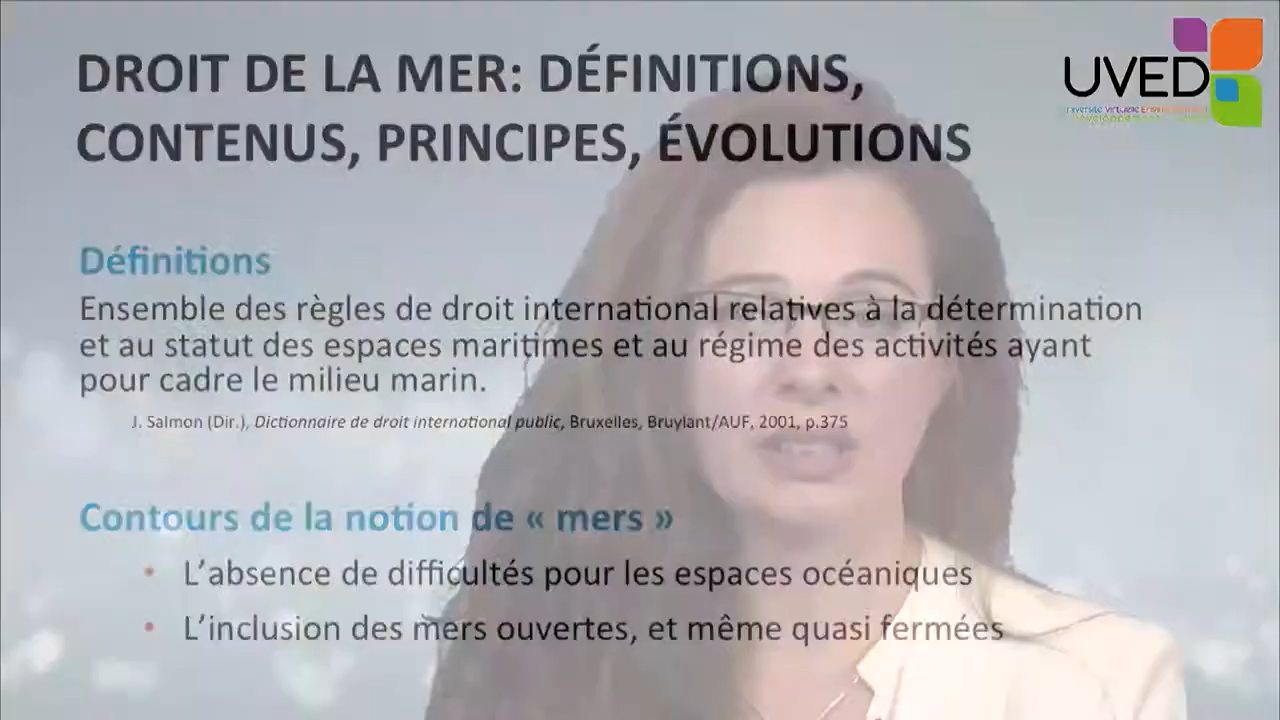 DROIT DE LA MER: DÉFINITIONS,
CONTENUS, PRINCIPES, ÉVOLUTIONS
UVED
Définitions
Ensemble des règles de droit international relatives à la détermination
et au statut des espaces maritimes et au régime des activités ayant
pour cadre le milieu marin.
J. Salmon (Dir.), Dictionnaire de droit international public, Bruxelles, Bruylant/AUF, 2001, p.375
Contours de la notion de « mers »
• L’absence de difficultés pour les espaces océaniques
• L’inclusion des mers ouvertes, et même quasi fermées